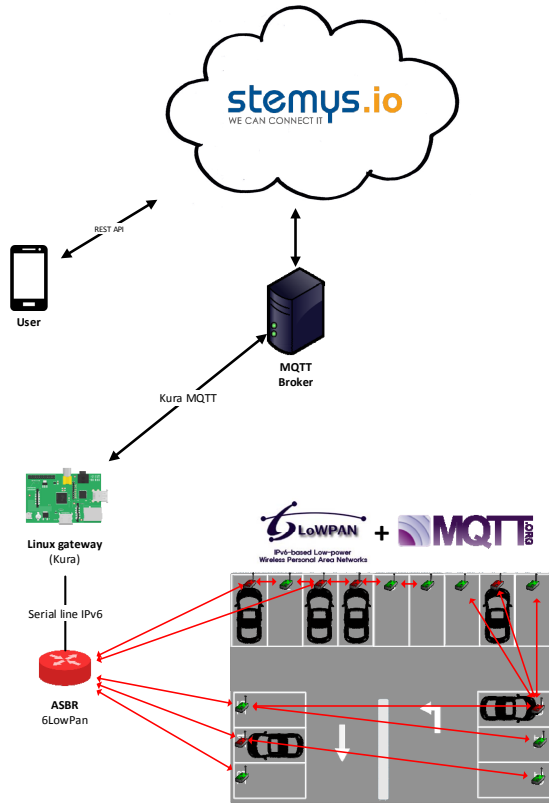 stemys.io
WE CAN CONNECT IT
REST API
User
MQTT
Broker
Kura MQTT
Linux gateway
(Kura)
6LoWPAN
IPv6-based Low-power
Wireless Personal Area Networks
+
MQTT.ORG
Serial line IPv6
ASBR
6LowPan